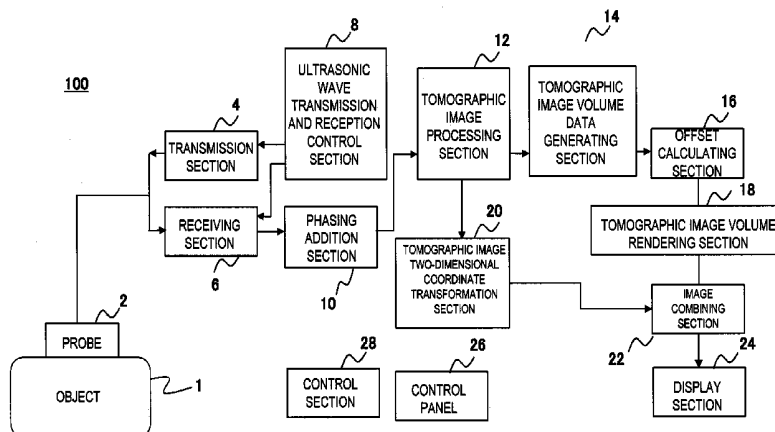 100
8
ULTRASONIC
WAVE
TRANSMISSION
AND RECEPTION
CONTROL
SECTION
4
TRANSMISSION
SECTION
RECEIVING
SECTION
6
PHASING
ADDITION
SECTION
10
12
TOMOGRAPHIC
IMAGE
PROCESSING
SECTION
14
TOMOGRAPHIC
IMAGE VOLUME
DATA
GENERATING
SECTION
16
OFFSET
CALCULATING
SECTION
18
TOMOGRAPHIC IMAGE VOLUME
RENDERING SECTION
20
TOMOGRAPHIC IMAGE
TWO-DIMENSIONAL
COORDINATE
TRANSFORMATION
SECTION
IMAGE
COMBINING
SECTION
22
24
DISPLAY
SECTION
2
PROBE
OBJECT
1
28
CONTROL
SECTION
26
CONTROL
PANEL